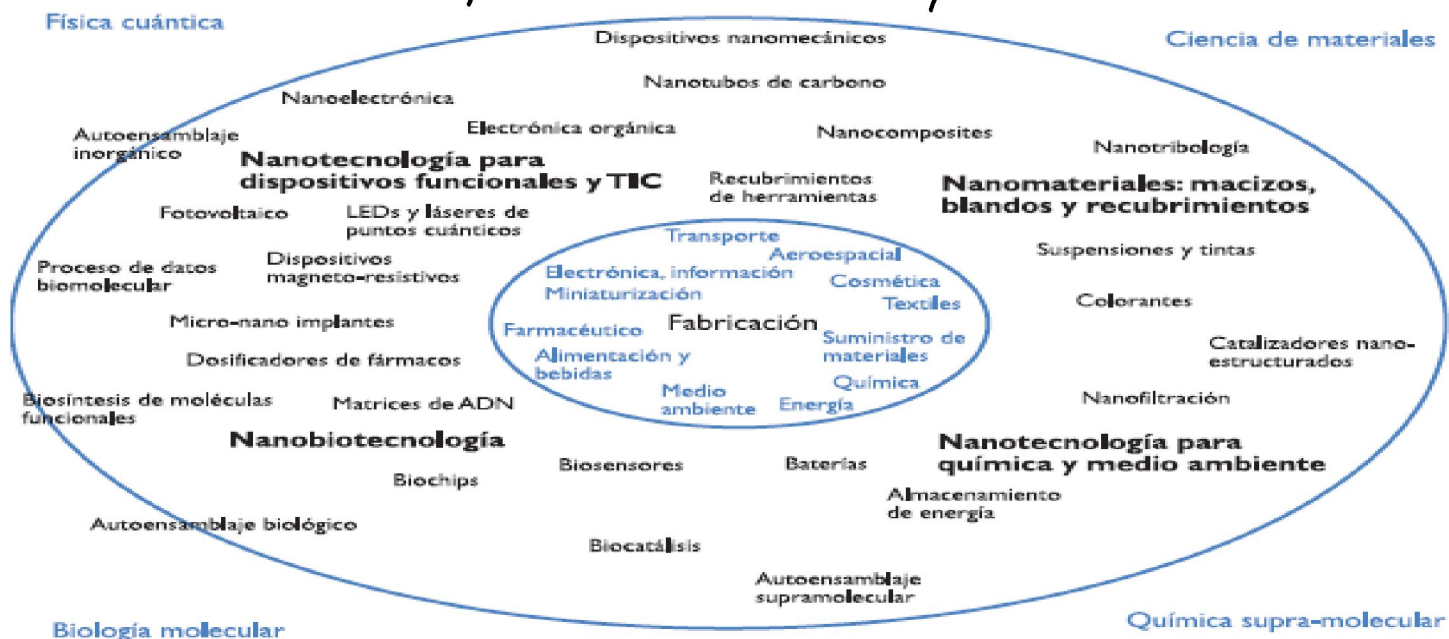 Física cuántica
Ciencia de materiales
Dispositivos nanomecánicos
Nanotubos de carbono
Nanoelectrónica
Electrónica orgánica
Nanocomposites
Autoensamblaje
inorgánico
Nanotribología
Nanotecnología para
dispositivos funcionales y TIC
Recubrimientos
de herramientas
Nanomateriales: macizos,
blandos y recubrimientos
Fotovoltaico
LEDs y láseres de
puntos cuánticos
Transporte
Aeroespacial
Suspensiones y tintas
Proceso de datos
biomolecular
Dispositivos
magneto-resistivos
Electrónica, información
Miniaturización
Cosmética
Textiles
Colorantes
Micro-nano implantes
Farmacéutico
Fabricación
Suministro de
materiales
Catalizadores nano-
estructurados
Dosificadores de fármacos
Alimentación y
bebidas
Medio
ambiente
Química
Energía
Biosíntesis de moléculas
funcionales
Matrices de ADN
Nanofiltración
Nanobiotecnología
Nanotecnología para
química y medio ambiente
Biosensores
Baterías
Biochips
Almacenamiento
de energía
Autoensamblaje biológico
Biocatálisis
Autoensamblaje
supramolecular
Biología molecular
Química supra-molecular